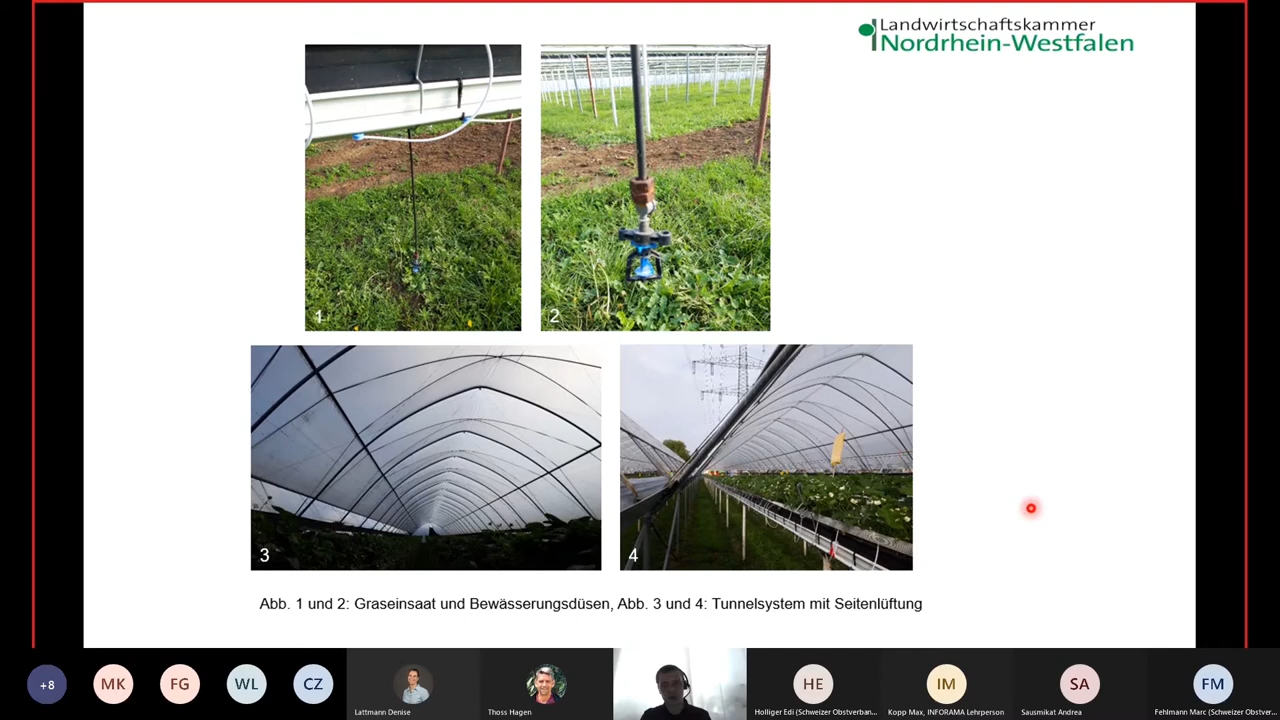 Landwirtschaftskammer
Nordrhein-Westfalen
1
2
3
4
Abb. 1 und 2: Graseinsaat und Bewässerungsdüsen, Abb. 3 und 4: Tunnelsystem mit Seitenlüftung
+8
MK
FG
WL
CZ
HE
IM
SA
FM
Lattmann Denise
Thoss Hagen
Holliger Edi (Schweizer Obstverban...
Kopp Max, INFORAMA Lehrperson
Sausmikat Andrea
Fehlmann Marc (Schweizer Obstver...